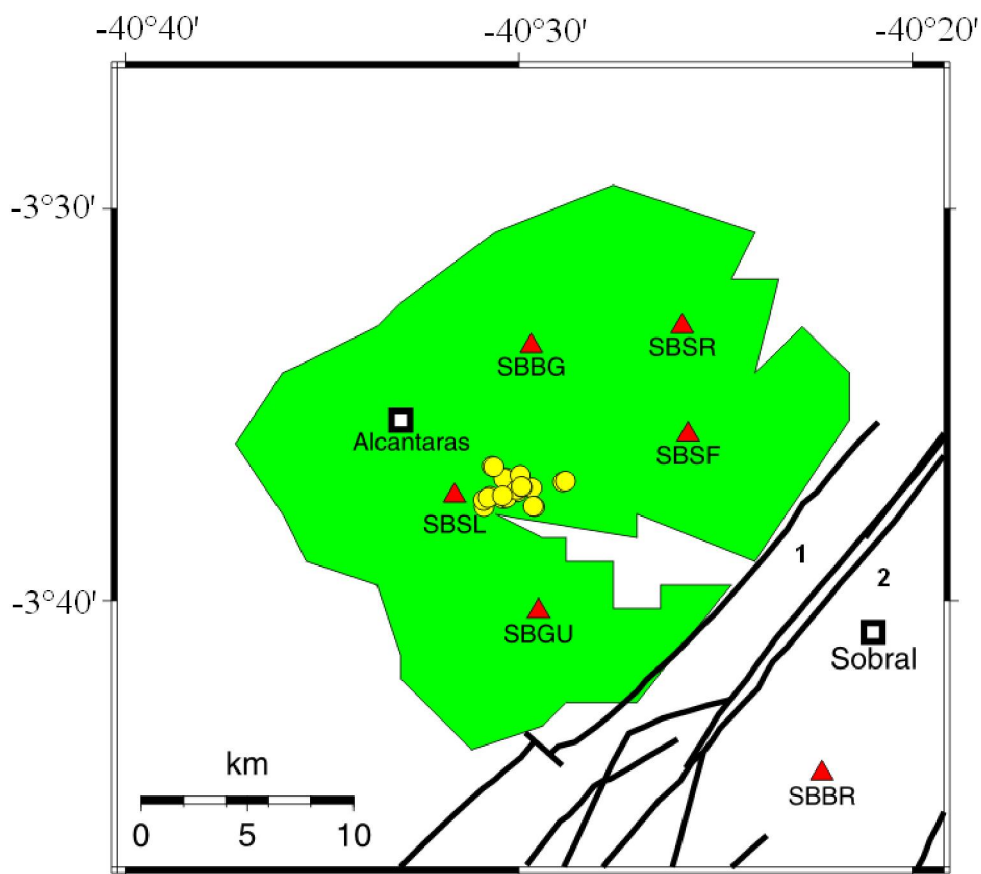 -40°40' -40°30' -40°20'
-3°30'
SBSR
SBBG
Alcantaras
SBSF
SBSL
1
2
-3°40'
SBGU
Sobral
km
SBBR
0 5 10